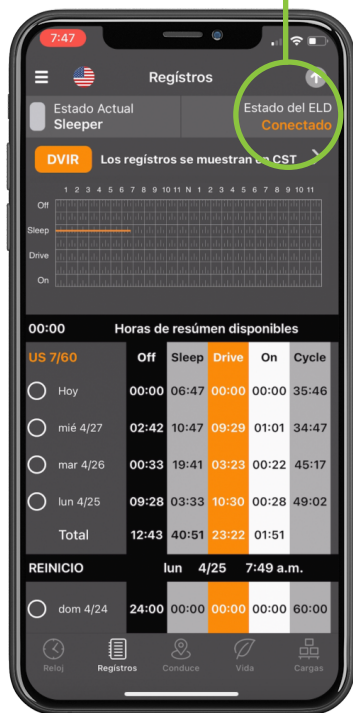 7:47
Regístros
Estado Actual
Sleeper
Estado del ELD
Conectado
DVIR Los regístros se muestran en CST
1 2 3 4 5 6 7 8 9 10 11 N 1 2 3 4 5 6 7 8 9 10 11
Off
Sleep
Drive
On
00:00 Horas de resúmen disponibles
US 7/60 Off Sleep Drive On Cycle
Hoy 00:00 06:47 00:00 00:00 35:46
mié 4/27 02:42 10:47 09:29 01:01 34:47
mar 4/26 00:33 19:41 03:23 00:22 45:17
lun 4/25 09:28 03:33 10:30 00:28 49:02
Total 12:43 40:51 23:22 01:51
REINICIO lun 4/25 7:49 a.m.
dom 4/24 24:00 00:00 00:00 00:00 60:00
Reloj Regístros Conduce Vida Cargas